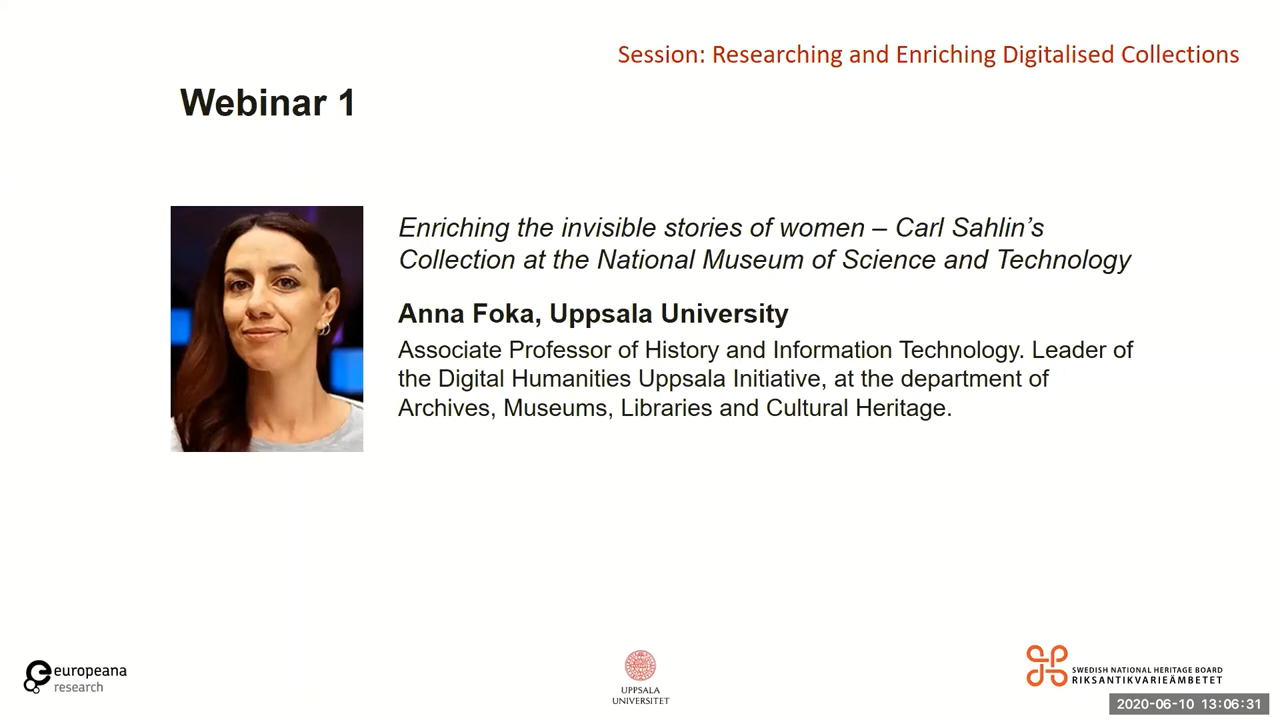 Session: Researching and Enriching Digitalised Collections
Webinar 1
Enriching the invisible stories of women – Carl Sahlin’s
Collection at the National Museum of Science and Technology
Anna Foka, Uppsala University
Associate Professor of History and Information Technology. Leader of
the Digital Humanities Uppsala Initiative, at the department of
Archives, Museums, Libraries and Cultural Heritage.
europeana
research
UPPSALA
UNIVERSITET
SWEDISH NATIONAL HERITAGE BOARD
RIKSANTIKVARIEÄMBETET
2020-06-10 13:06:31